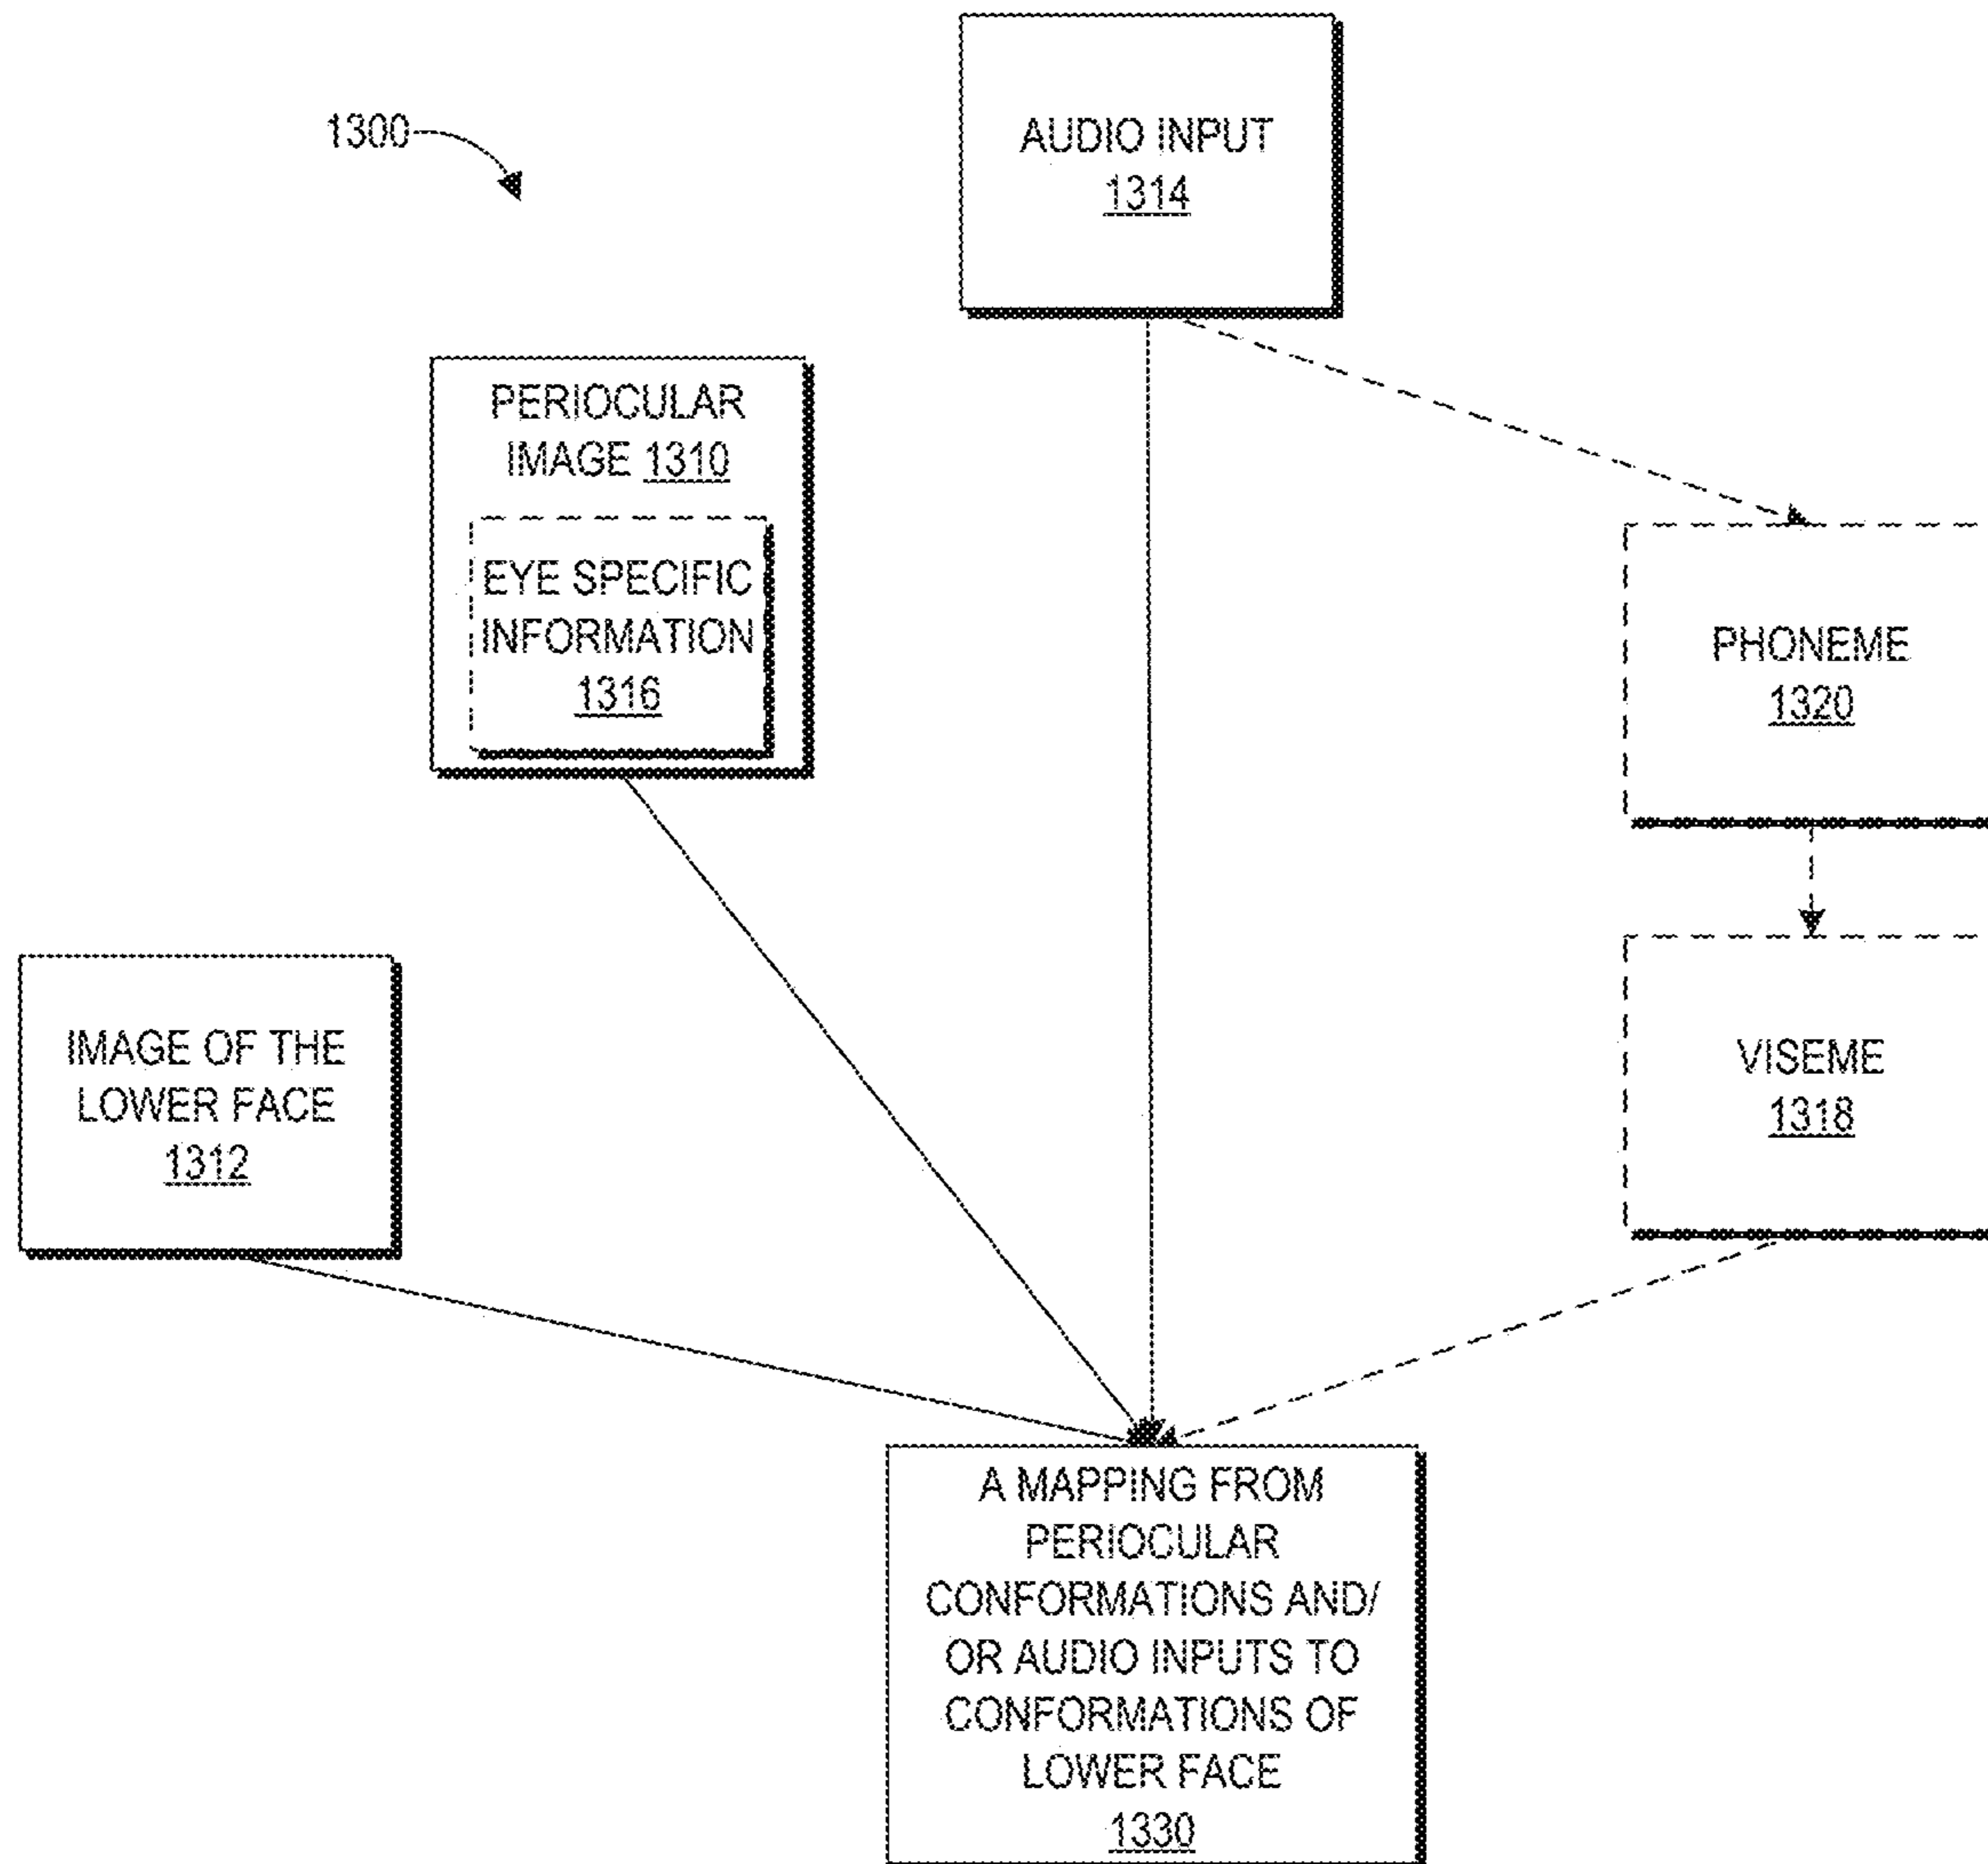 1300
AUDIO INPUT
1314
PERIOCULAR
IMAGE 1310
EYE SPECIFIC
INFORMATION
1316
PHONEME
1320
IMAGE OF THE
LOWER FACE
1312
VISEME
1318
A MAPPING FROM
PERIOCULAR
CONFORMATIONS AND/
OR AUDIO INPUTS TO
CONFORMATIONS OF
LOWER FACE
1330